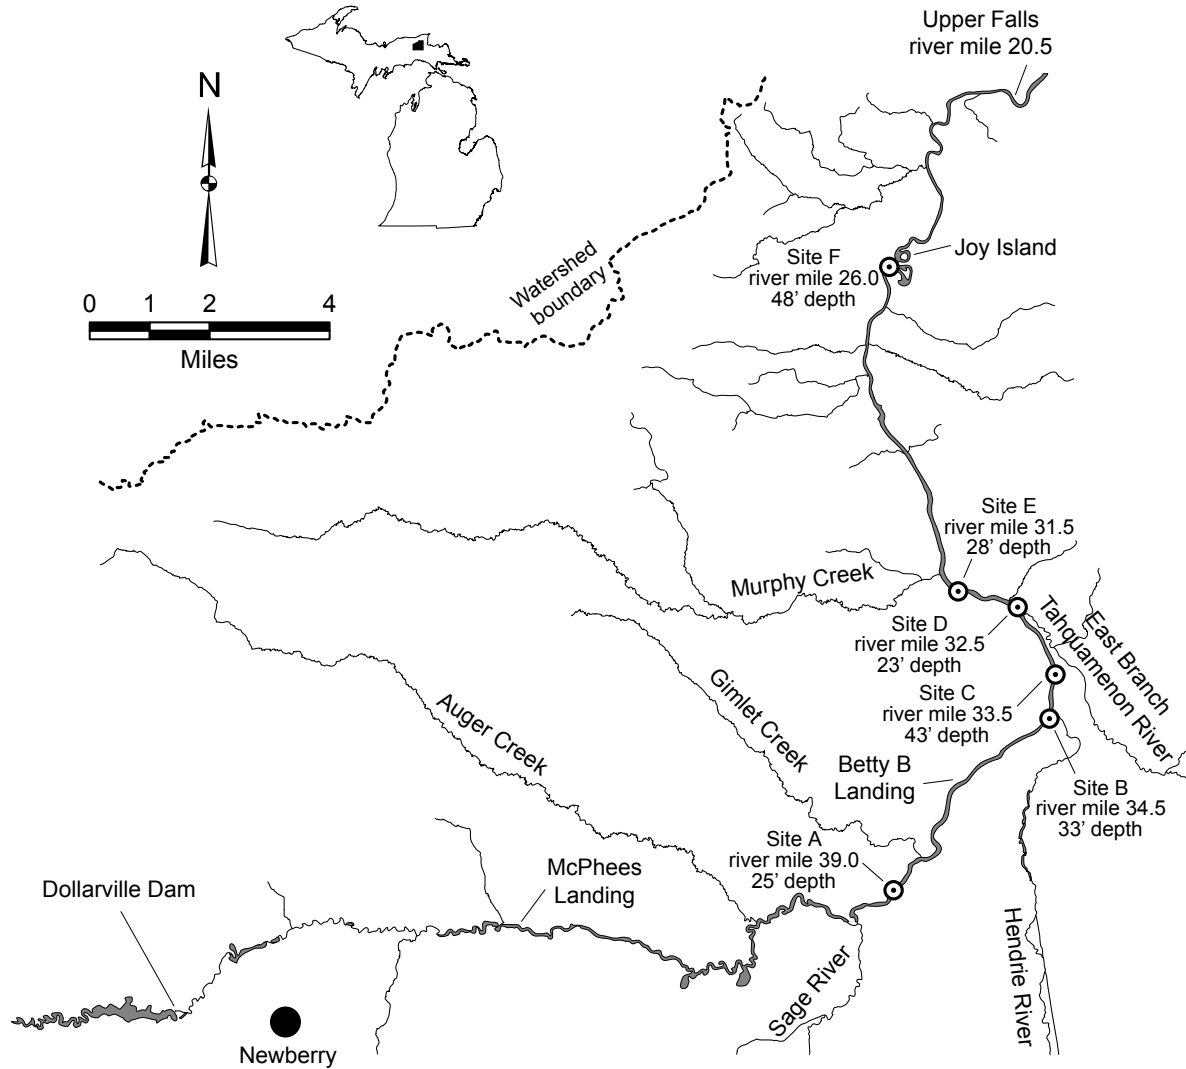 Upper Falls
river mile 20.5
N
0 1 2 4
Miles
Watershed
boundary
Joy Island
Site F
river mile 26.0
48' depth
Site E
river mile 31.5
28' depth
Murphy Creek
Site D
river mile 32.5
23' depth
East Branch
Tahquamenon River
Site C
river mile 33.5
43' depth
Gimlet Creek
Auger Creek
Betty B
Landing
Site B
river mile 34.5
33' depth
Site A
river mile 39.0
25' depth
McPhees
Landing
Dollarville Dam
Sage River
Hendrie River
Newberry